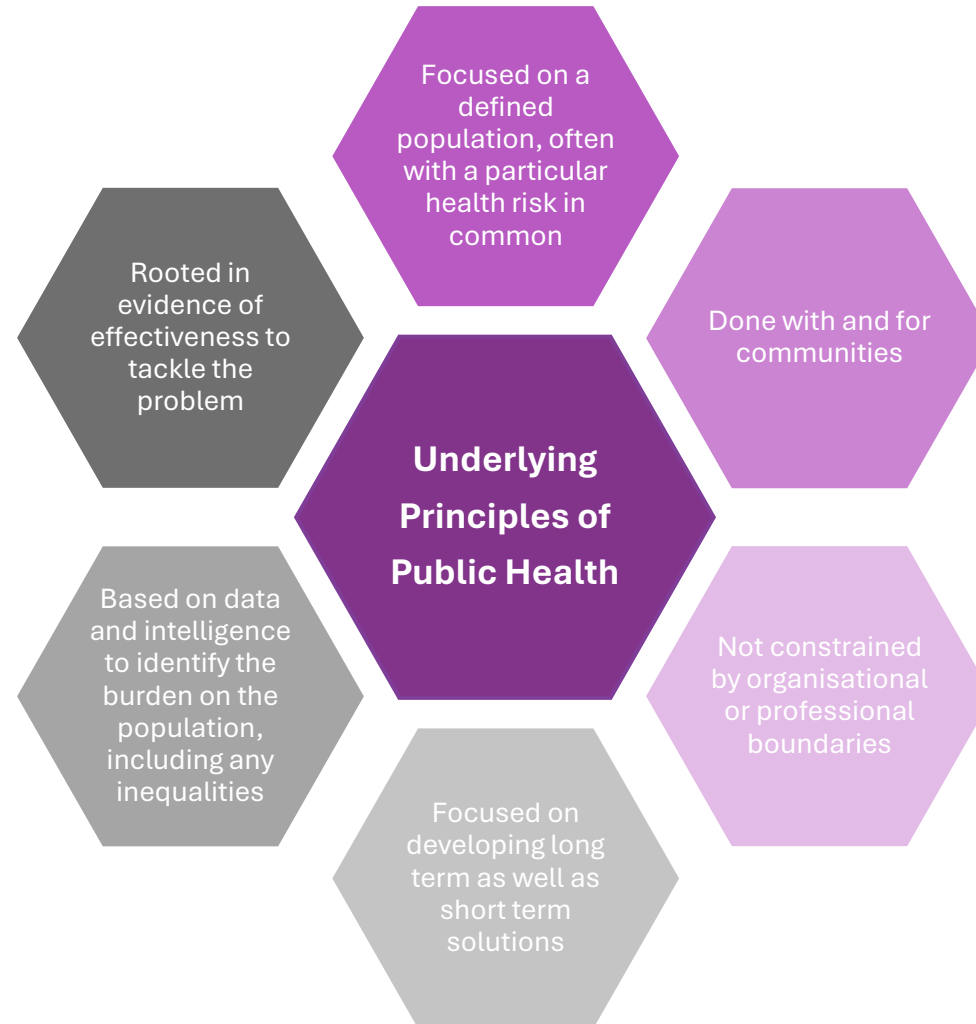 Focused on a
defined
population, often
with a particular
health risk in
common
Rooted in
evidence of
effectiveness to
tackle the
problem
Done with and for
communities
Underlying
Principles of
Public Health
Based on data
and intelligence
to identify the
burden on the
population,
including any
inequalities
Not constrained
by organisational
or professional
boundaries
Focused on
developing long
term as well as
short term
solutions